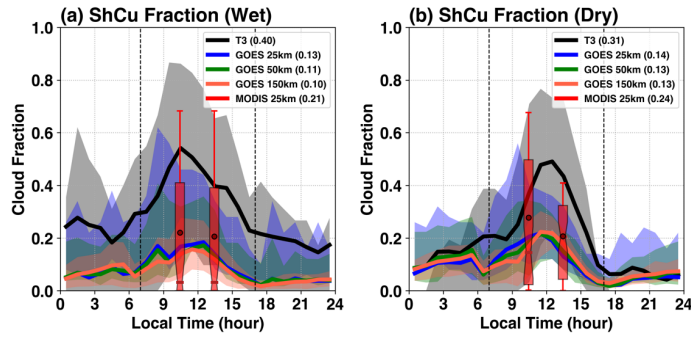 (a) ShCu Fraction (Wet)
1.0
0.8
0.6
0.4
0.2
0.0
Cloud Fraction
T3 (0.40)
GOES 25km (0.13)
GOES 50km (0.11)
GOES 150km (0.10)
MODIS 25km (0.21)
0 3 6 9 12 15 18 21 24
Local Time (hour)
(b) ShCu Fraction (Dry)
1.0
0.8
0.6
0.4
0.2
0.0
Cloud Fraction
T3 (0.31)
GOES 25km (0.14)
GOES 50km (0.13)
GOES 150km (0.13)
MODIS 25km (0.24)
0 3 6 9 12 15 18 21 24
Local Time (hour)